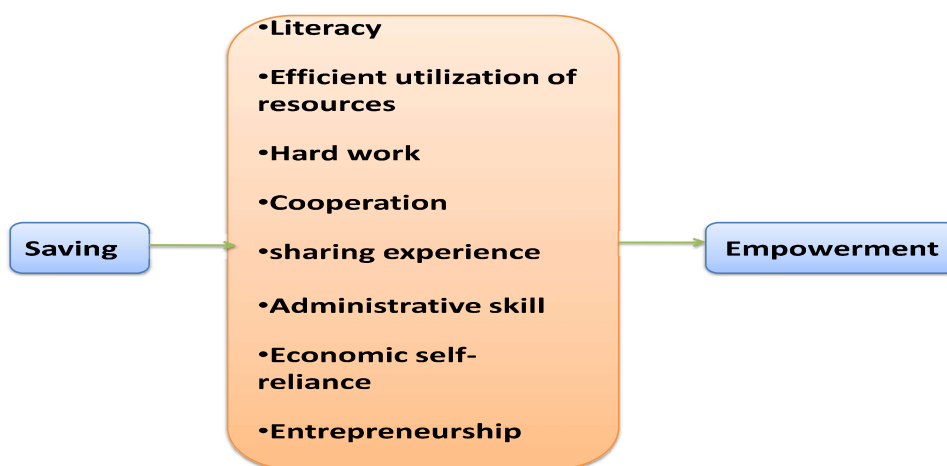 •Literacy
•Efficient utilization of
resources
•Hard work
•Cooperation
Saving
•sharing experience
Empowerment
•Administrative skill
•Economic self-
reliance
•Entrepreneurship